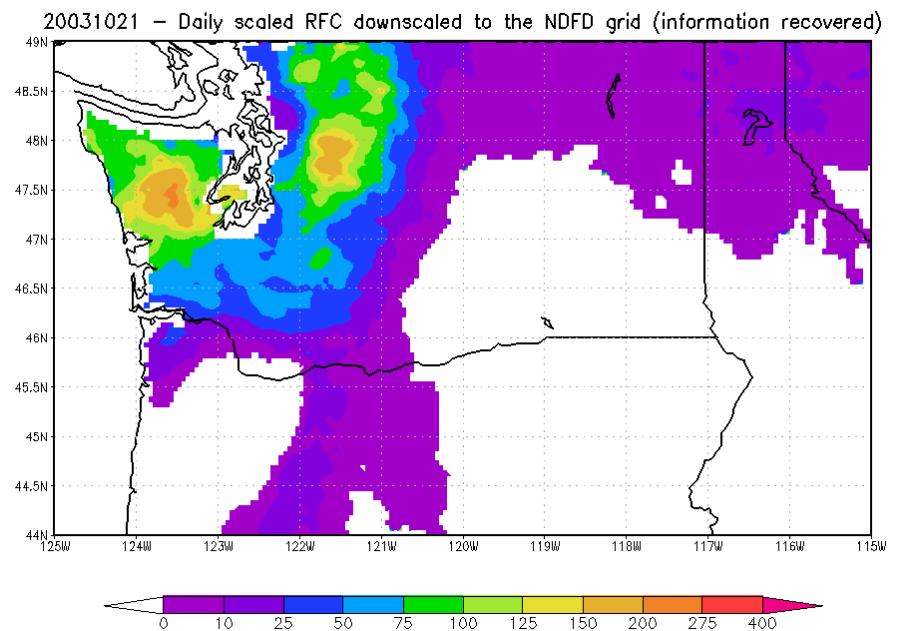 20031021 – Daily scaled RFC downscaled to the NDFD grid (information recovered)
49N
48.5N
48N
47.5N
47N
46.5N
46N
45.5N
45N
44.5N
44N
125W 124W 123W 122W 121W 120W 119W 118W 117W 116W 115W
0 10 25 50 75 100 125 150 200 275 400